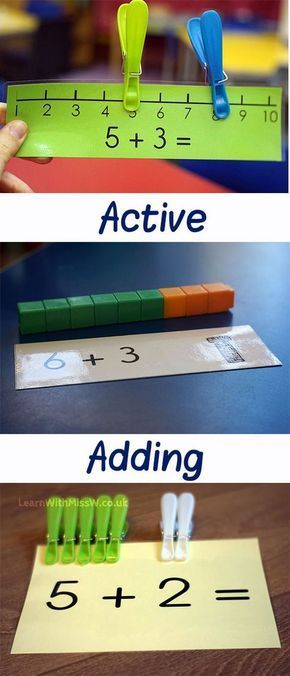 1 2 3 4 5 6 7 8 9 10
5 + 3 =
Active
6 + 3
Adding
LearnWithMissW.co.uk
5 + 2 =